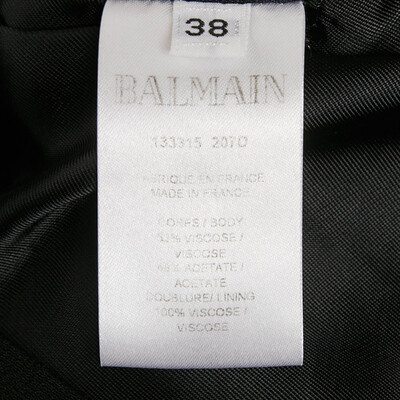 38
BALMAIN
133315 207C
FABRIQUE EN FRANCE
MADE IN FRANCE
CORPS / BODY
VISCOSE /
VISCOSE
ACETATE /
ACETATE
DOUBLURE / LINING
100% VISCOSE /
VISCOSE